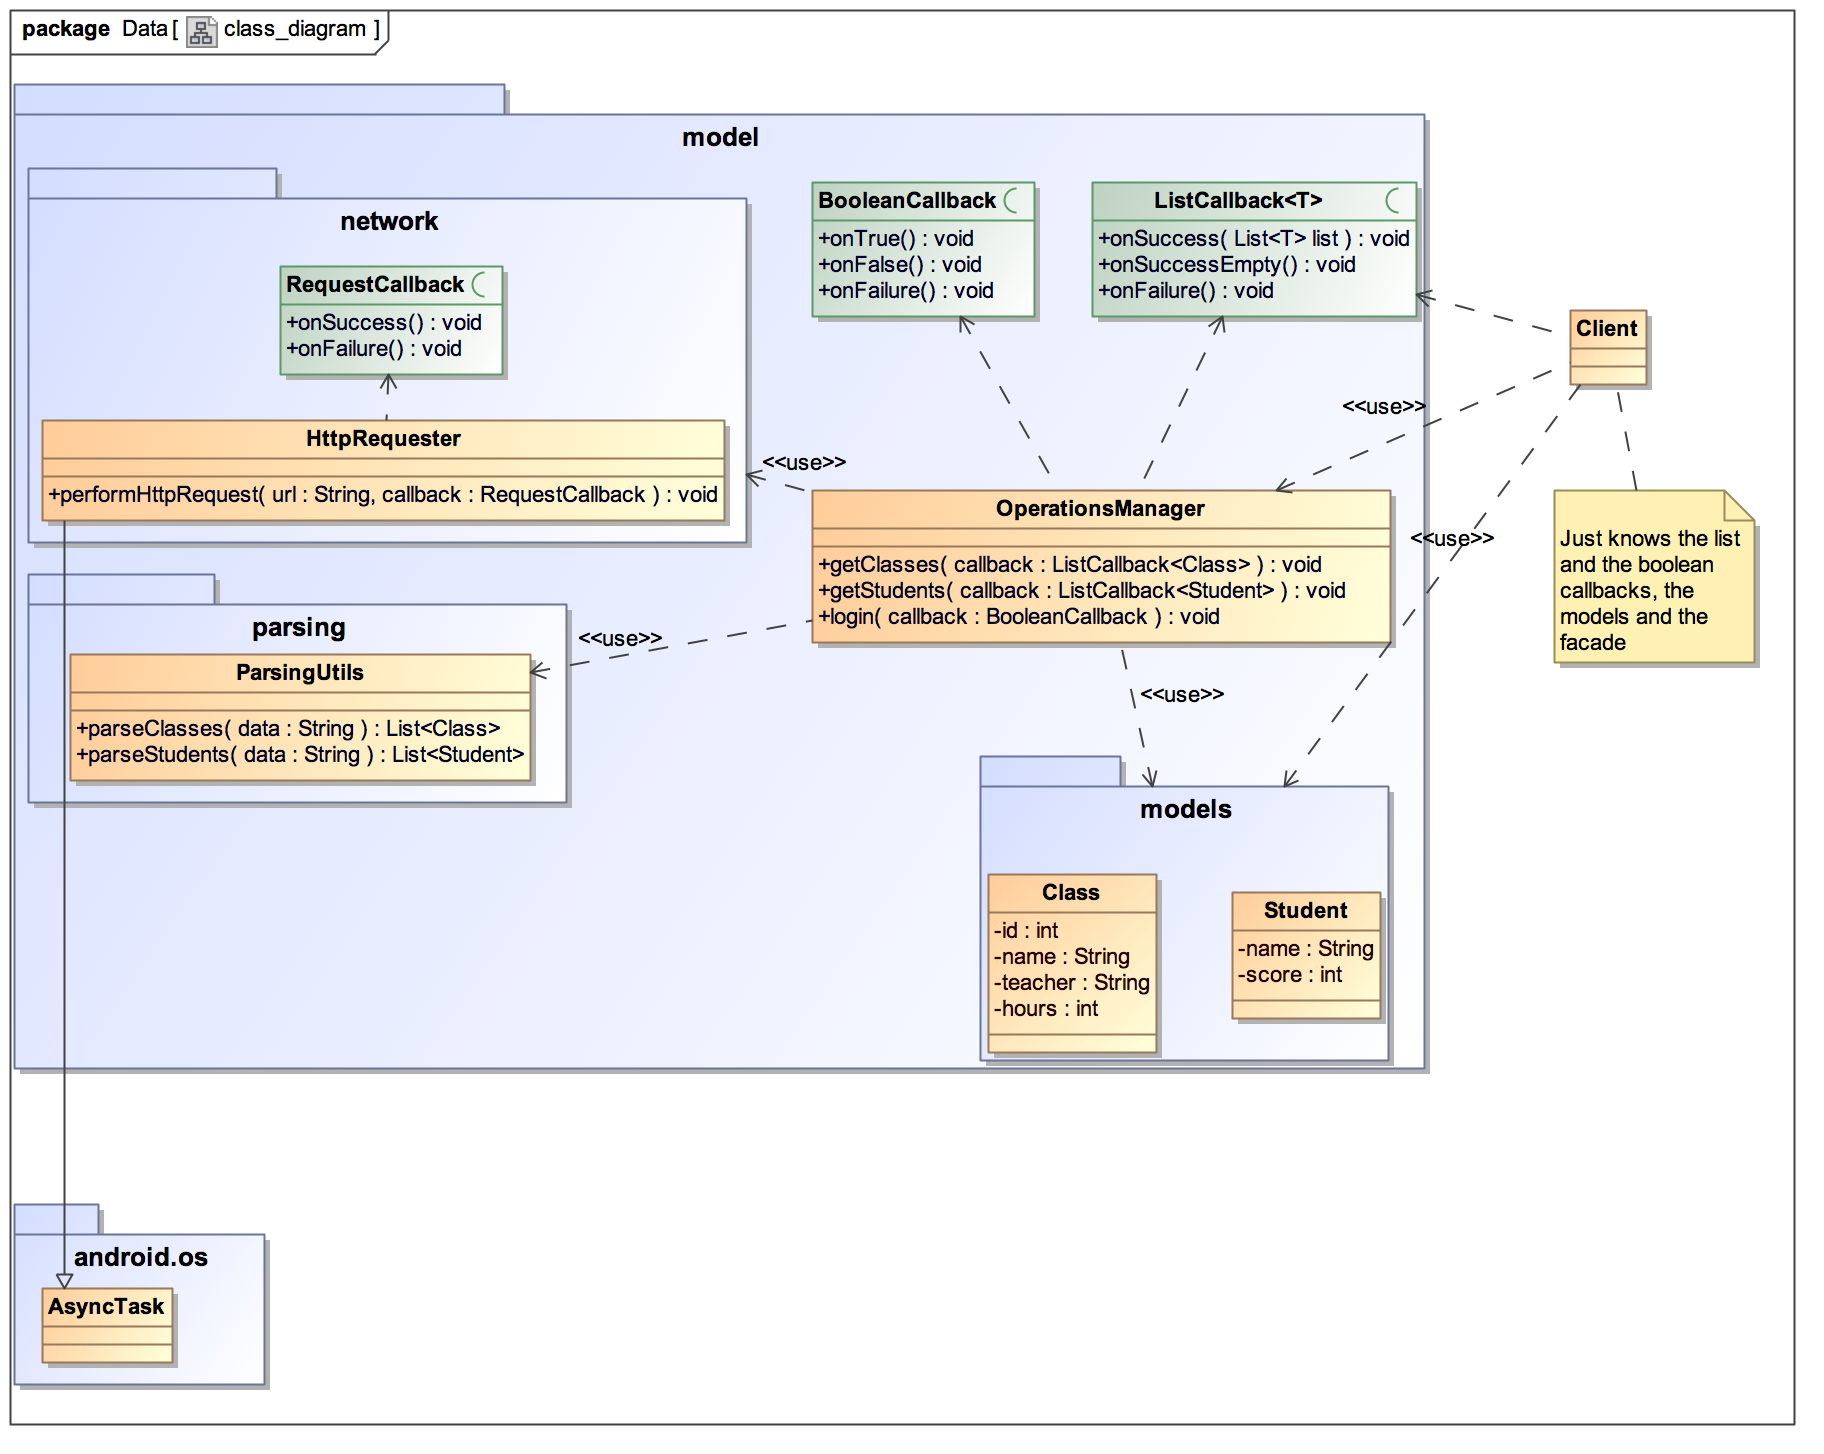 package Data [ class_diagram ]
model
network
RequestCallback
+onSuccess() : void
+onFailure() : void
HttpRequester
+performHttpRequest( url : String, callback : RequestCallback ) : void
BooleanCallback
+onTrue() : void
+onFalse() : void
+onFailure() : void
ListCallback<T>
+onSuccess( List<T> list ) : void
+onSuccessEmpty() : void
+onFailure() : void
Client
<<use>>
<<use>>
<<use>>
OperationsManager
+getClasses( callback : ListCallback<Class> ) : void
+getStudents( callback : ListCallback<Student> ) : void
+login( callback : BooleanCallback ) : void
Just knows the list
and the boolean
callbacks, the
models and the
facade
parsing
<<use>>
ParsingUtils
+parseClasses( data : String ) : List<Class>
+parseStudents( data : String ) : List<Student>
<<use>>
models
Class
-id : int
-name : String
-teacher : String
-hours : int
Student
-name : String
-score : int
android.os
AsyncTask